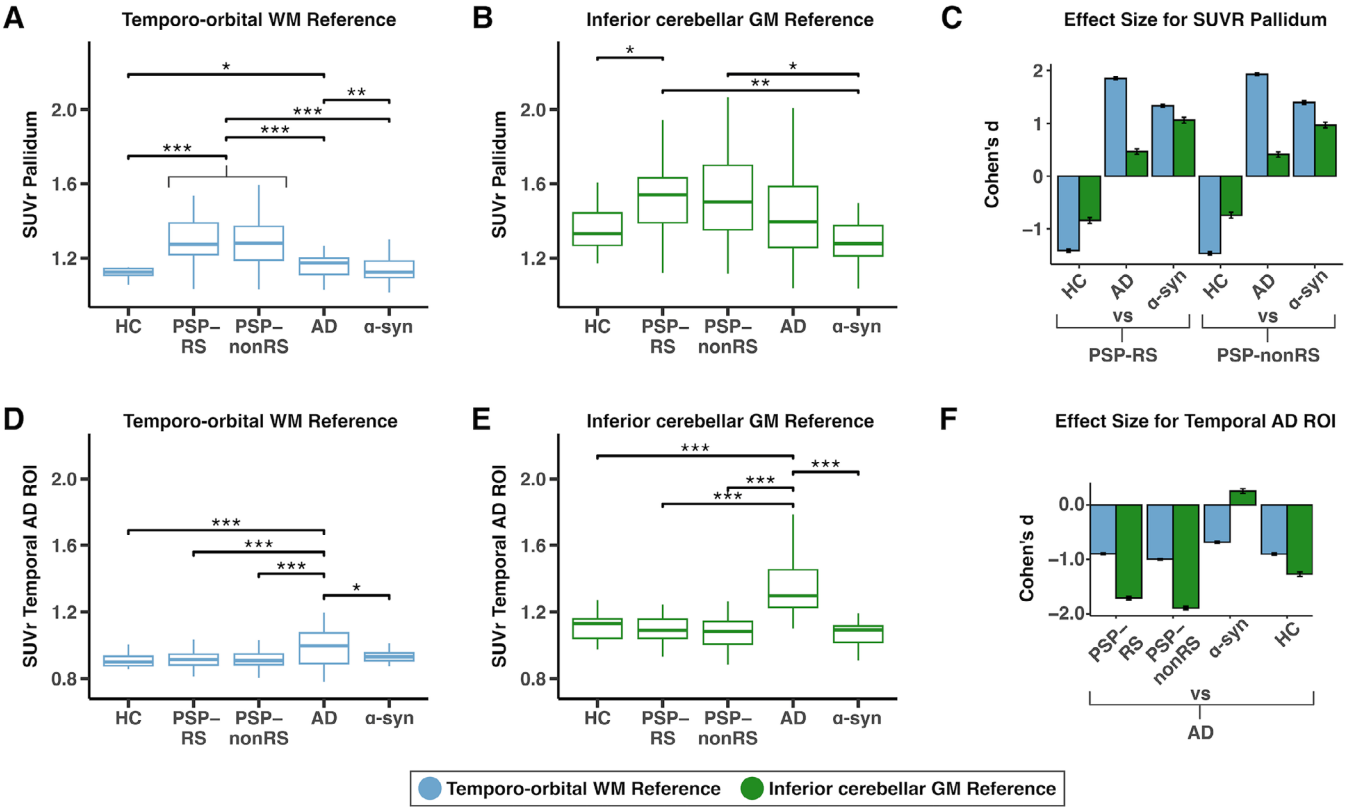 A
Temporo-orbital WM Reference
SUVr Pallidum
2.0
1.6
1.2
*
**
***
***
***
HC
PSP–
RS
PSP–
nonRS
AD
α-syn
B
Inferior cerebellar GM Reference
SUVr Pallidum
2.0
1.6
1.2
*
*
**
HC
PSP–
RS
PSP–
nonRS
AD
α-syn
C
Effect Size for SUVR Pallidum
Cohen's d
2
1
0
−1
HC
AD
α-syn
HC
AD
α-syn
vs
vs
PSP-RS
PSP-nonRS
D
Temporo-orbital WM Reference
SUVr Temporal AD ROI
2.0
1.6
1.2
0.8
***
***
***
*
HC
PSP–
RS
PSP–
nonRS
AD
α-syn
E
Inferior cerebellar GM Reference
SUVr Temporal AD ROI
2.0
1.6
1.2
0.8
***
***
***
***
HC
PSP–
RS
PSP–
nonRS
AD
α-syn
F
Effect Size for Temporal AD ROI
Cohen's d
0.0
−1.0
−2.0
PSP–
RS
PSP–
nonRS
α-syn
HC
vs
AD
Temporo-orbital WM Reference
Inferior cerebellar GM Reference